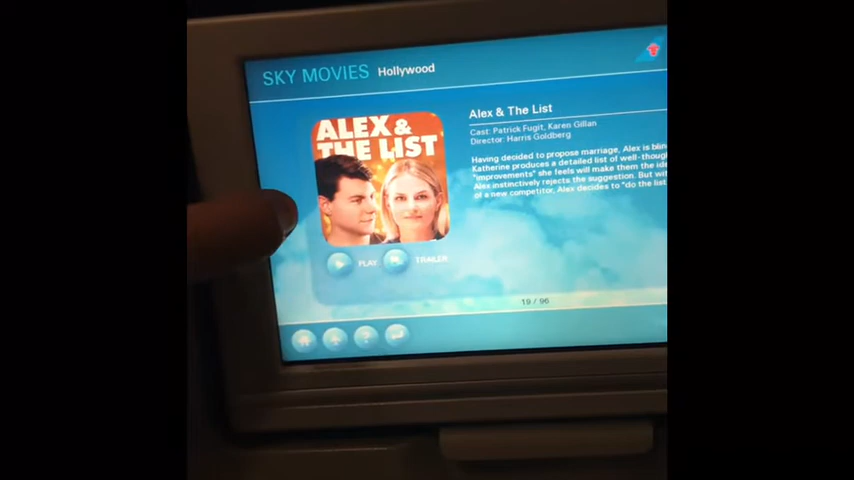 SKY MOVIES Hollywood
ALEX &
THE LIST
Alex & The List
Cast: Patrick Fugit, Karen Gillan
Director: Harris Goldberg
Having decided to propose marriage, Alex is
Katherine produces a detailed list of
"improvements" she feels will make them the
Alex instinctively rejects the suggestion. But
of a new competitor, Alex decides to "do the
PLAY
TRAILER
19 / 96